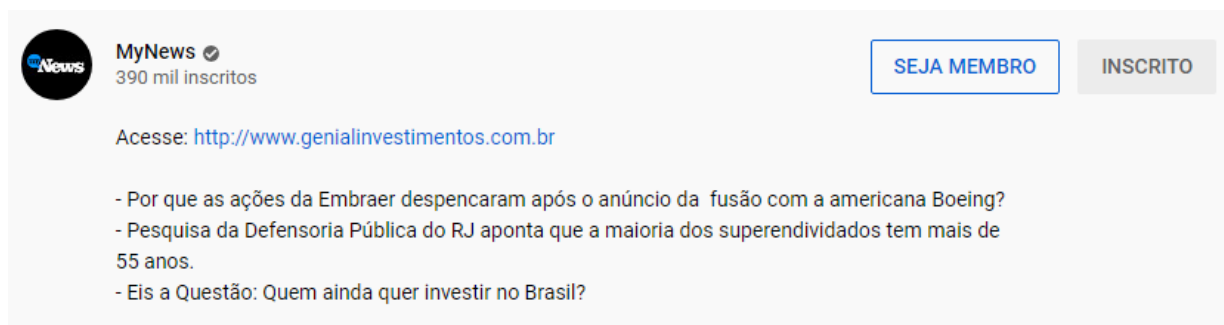 myNews
MyNews
390 mil inscritos
SEJA MEMBRO
INSCRITO
Acesse: http://www.genialinvestimentos.com.br
- Por que as ações da Embraer despencaram após o anúncio da  fusão com a americana Boeing?
- Pesquisa da Defensoria Pública do RJ aponta que a maioria dos superendividados tem mais de
55 anos.
- Eis a Questão: Quem ainda quer investir no Brasil?